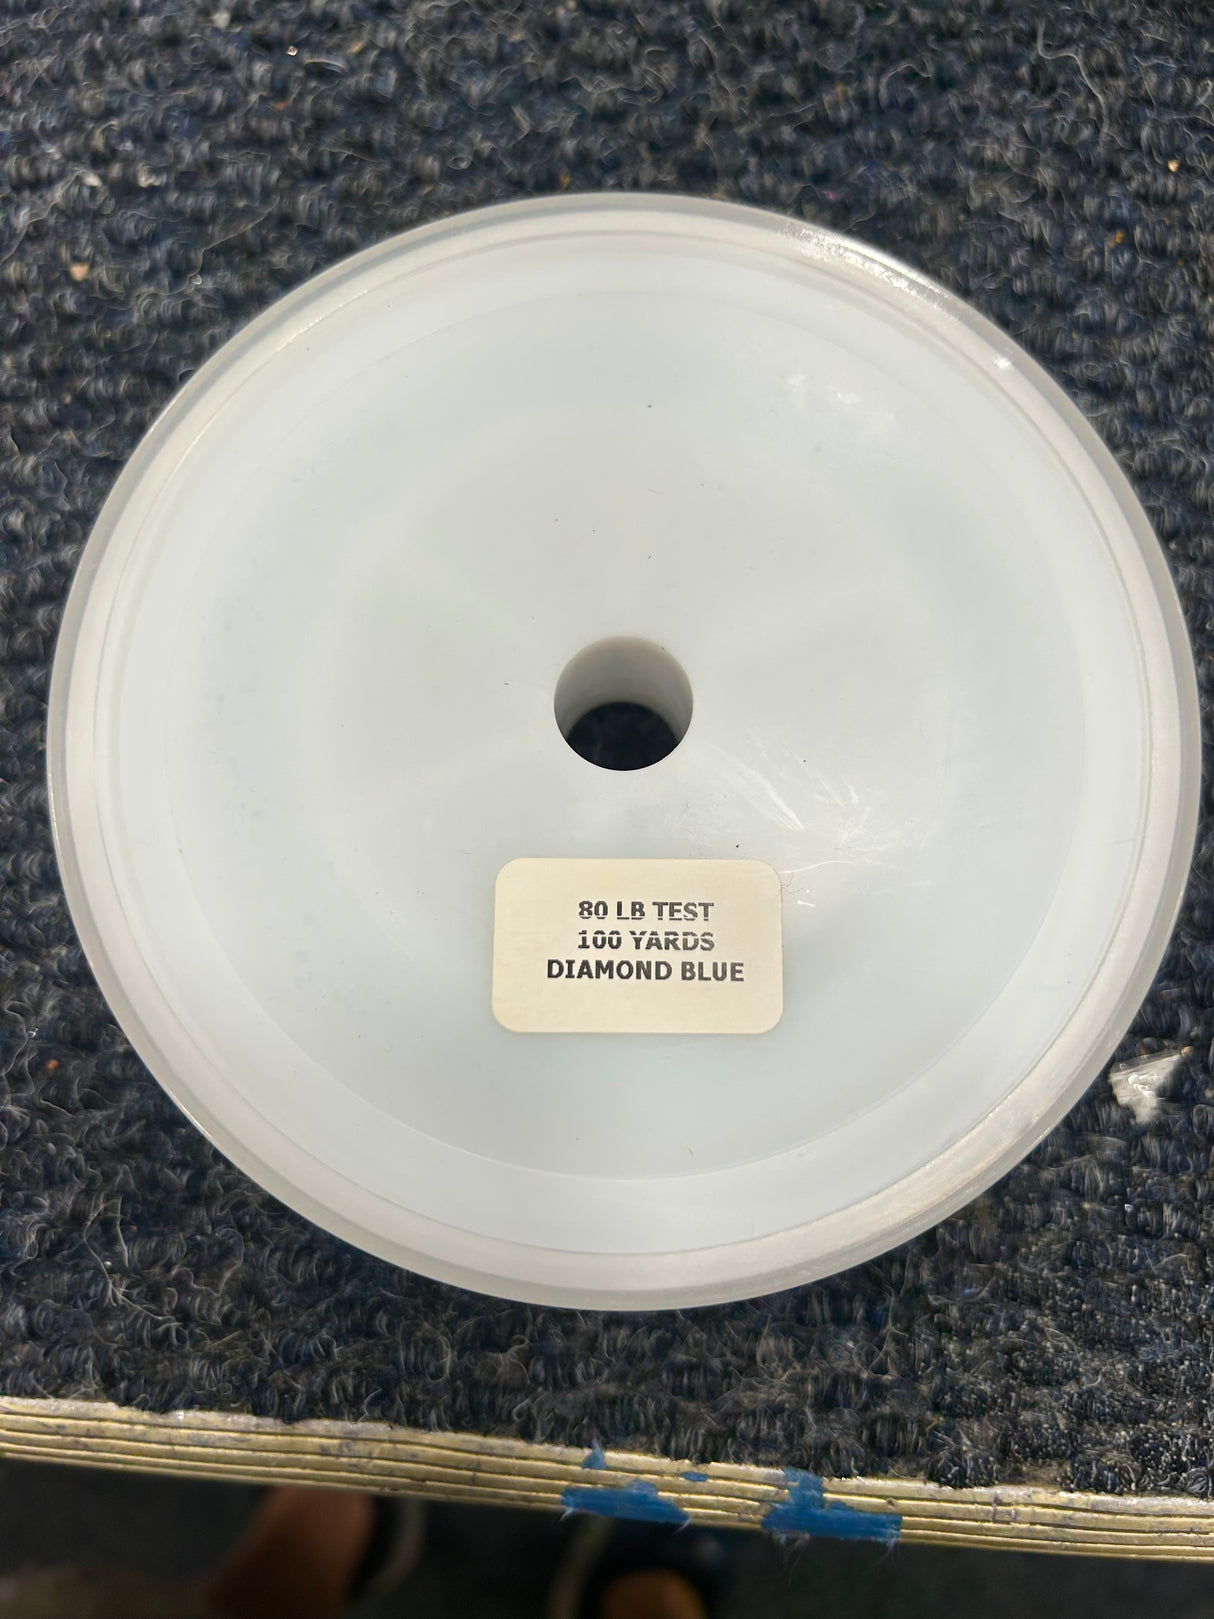 80 LB TEST
100 YARDS
DIAMOND BLUE